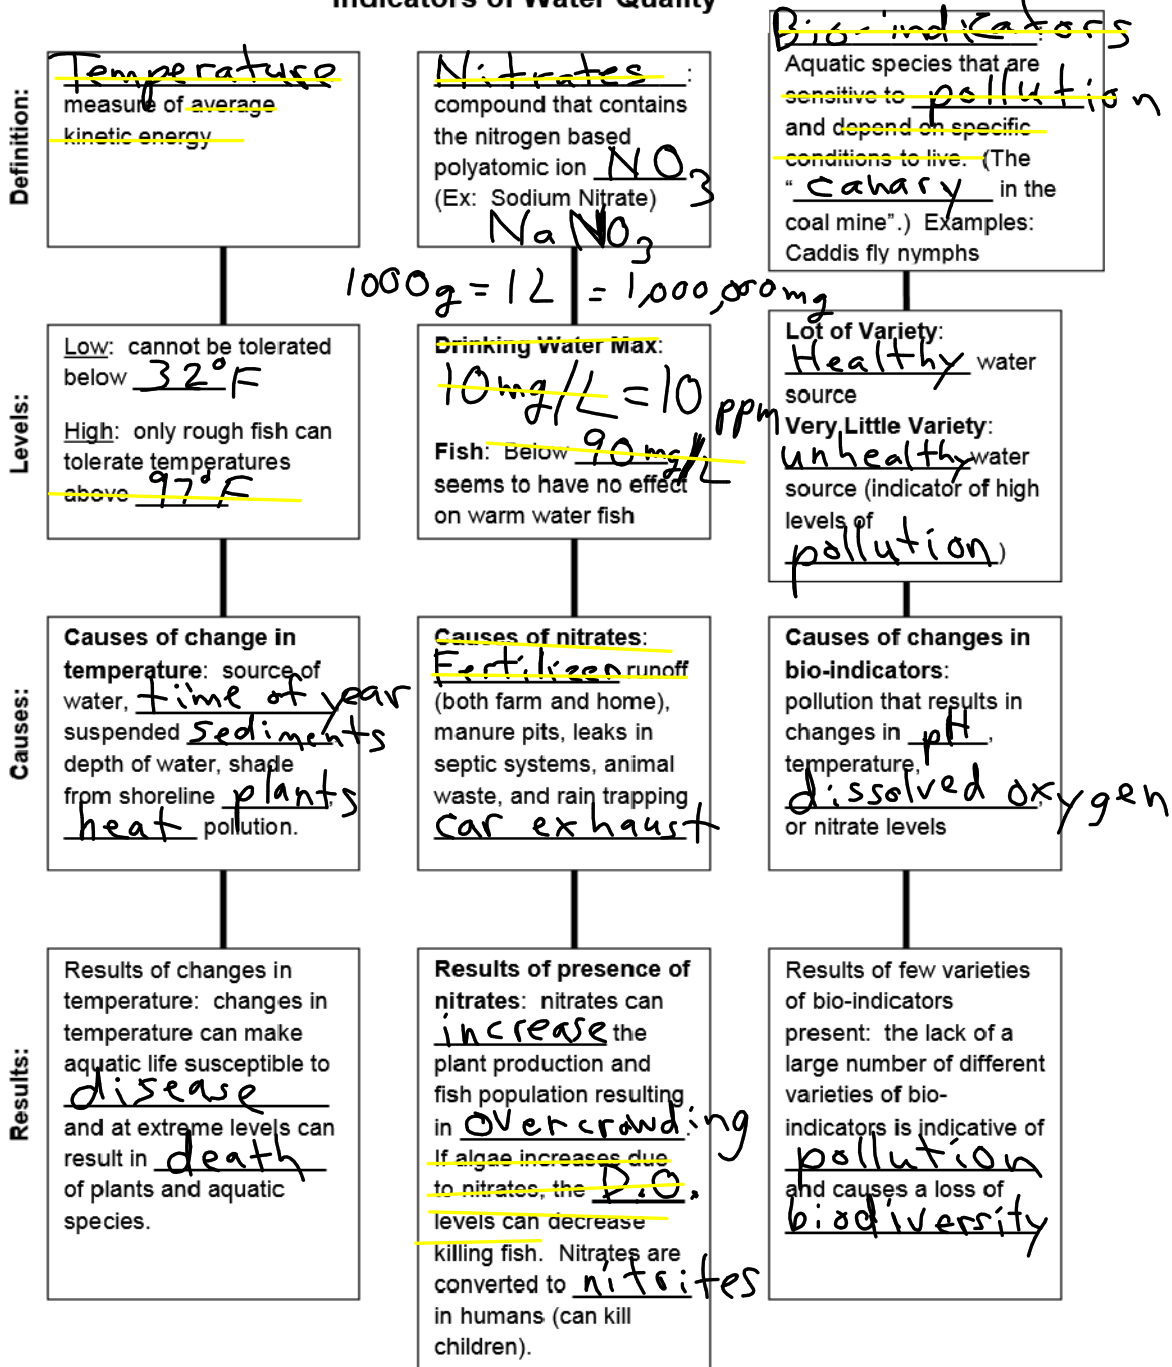 Indicators of Water Quality
Definition:
Temperature
measure of average
kinetic energy
Nitrates :
compound that contains
the nitrogen based
polyatomic ion NO3
(Ex: Sodium Nitrate)
NaNO3
Bio-indicators:
Aquatic species that are
sensitive to pollution
and depend on specific
conditions to live. (The
“ canary in the
coal mine”.) Examples:
Caddis fly nymphs
1000g = 1L = 1,000,000mg
Levels:
Low: cannot be tolerated
below 32°F
High: only rough fish can
tolerate temperatures
above 97°F
Drinking Water Max:
10mg/L = 10 ppm
Fish: Below 90 mg/L
seems to have no effect
on warm water fish
Lot of Variety:
Healthy water
source
Very Little Variety:
unhealthy water
source (indicator of high
levels of
pollution)
Causes:
Causes of change in
temperature: source of
water, time of year
suspended sediments
depth of water, shade
from shoreline plants,
heat pollution.
Causes of nitrates:
Fertilizer runoff
(both farm and home),
manure pits, leaks in
septic systems, animal
waste, and rain trapping
car exhaust
Causes of changes in
bio-indicators:
pollution that results in
changes in pH,
temperature,
dissolved oxygen,
or nitrate levels
Results:
Results of changes in
temperature: changes in
temperature can make
aquatic life susceptible to
disease
and at extreme levels can
result in death
of plants and aquatic
species.
Results of presence of
nitrates: nitrates can
increase the
plant production and
fish population resulting
in overcrowding.
If algae increases due
to nitrates, the D.O.
levels can decrease
killing fish. Nitrates are
converted to nitrites
in humans (can kill
children).
Results of few varieties
of bio-indicators
present: the lack of a
large number of different
varieties of bio-
indicators is indicative of
pollution
and causes a loss of
biodiversity